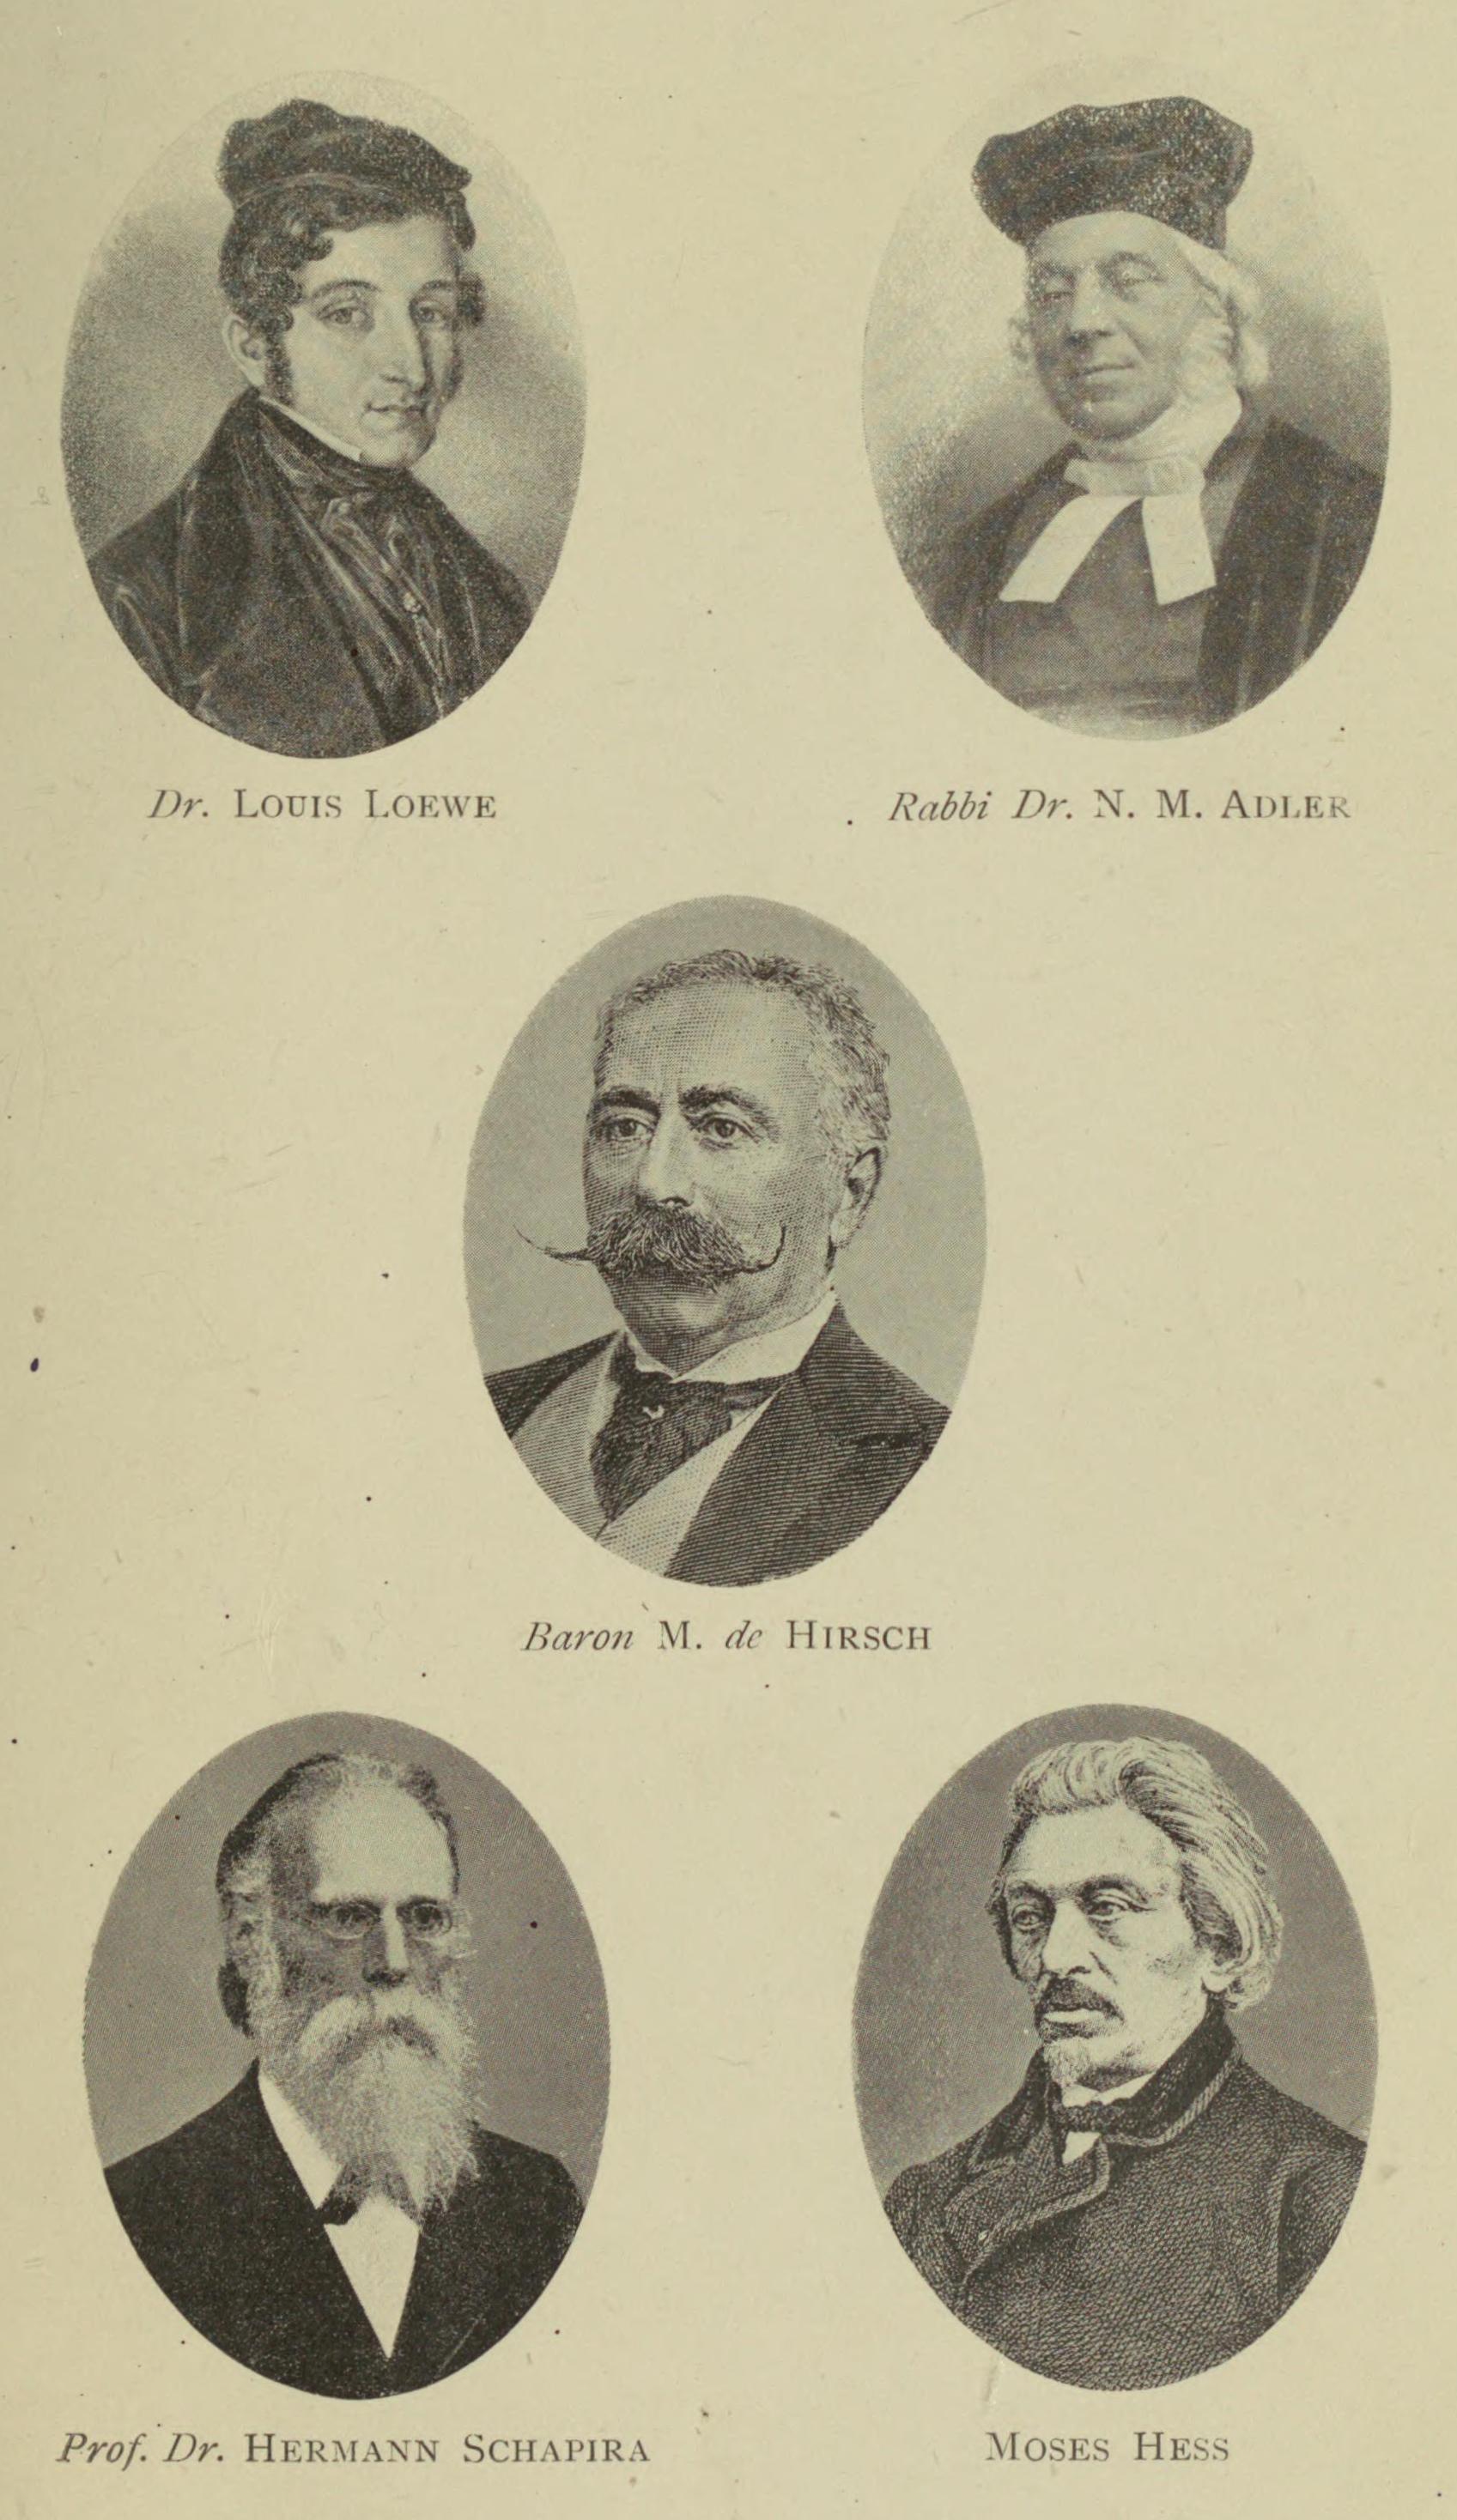 Dr. LOUIS LOEWE
Rabbi Dr. N. M. ADLER
Baron M. de HIRSCH
Prof. Dr. HERMANN SCHAPIRA
MOSES HESS